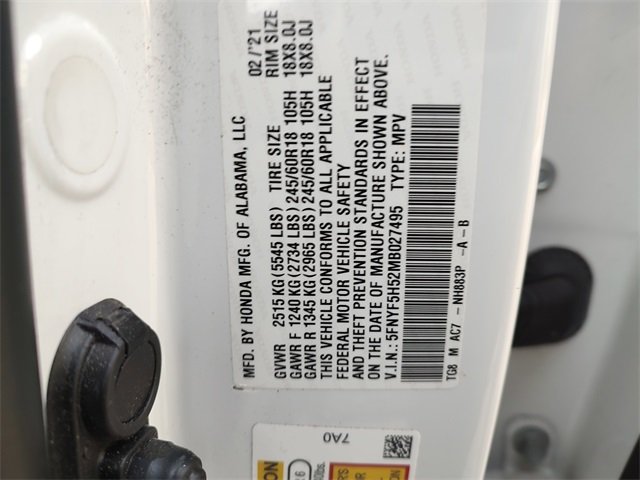 MFD. BY HONDA MFG. OF ALABAMA, LLC 02/'21
GVWR 2515 KG(5545 LBS) TIRE SIZE RIM SIZE
GAWR F 1240 KG(2734 LBS) 245/60R18 105H 18X8.0J
GAWR R 1345 KG(2965 LBS) 245/60R18 105H 18X8.0J
THIS VEHICLE CONFORMS TO ALL APPLICABLE
FEDERAL MOTOR VEHICLE SAFETY
AND THEFT PREVENTION STANDARDS IN EFFECT
ON THE DATE OF MANUFACTURE SHOWN ABOVE.
V.I.N.: 5FNYF5H52MB027495 TYPE: MPV
TG8 M AC7 -NH883P -A-B
7A0